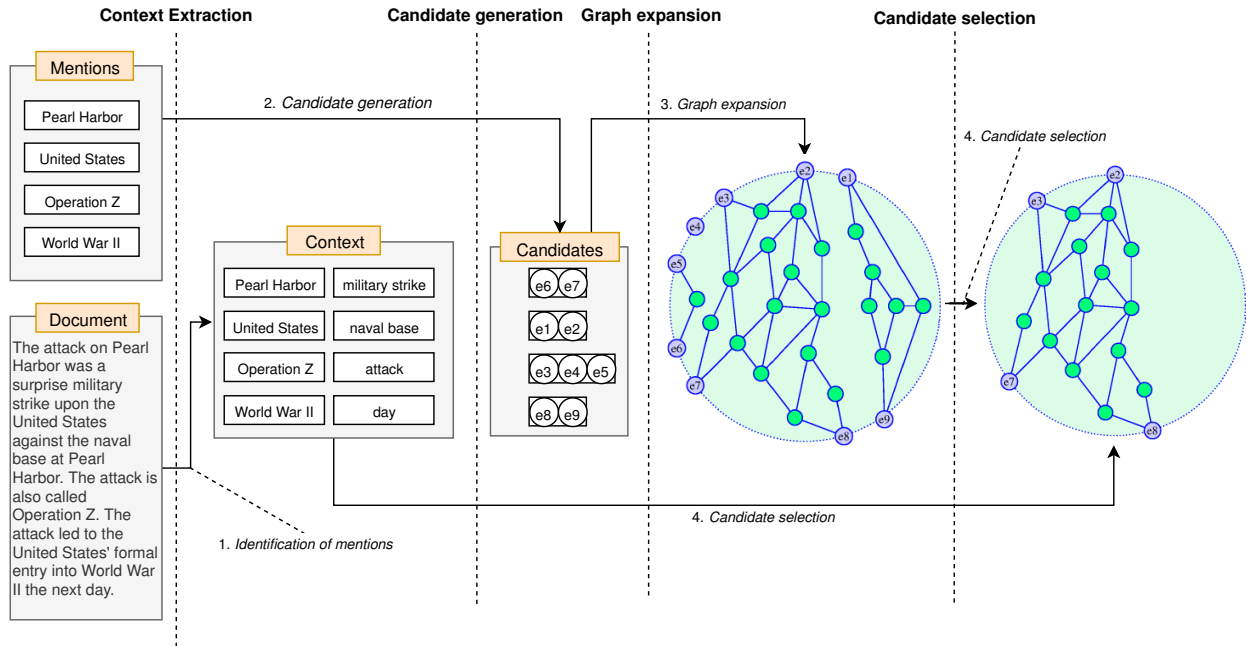 Context Extraction
Candidate generation
Graph expansion
Candidate selection
Mentions
Pearl Harbor
United States
Operation Z
World War II
2. Candidate generation
3. Graph expansion
4. Candidate selection
Document
The attack on Pearl
Harbor was a
surprise military
strike upon the
United States
against the naval
base at Pearl
Harbor. The attack is
also called
Operation Z. The
attack led to the
United States' formal
entry into World War
II the next day.
Context
Pearl Harbor military strike
United States naval base
Operation Z attack
World War II day
1. Identification of mentions
Candidates
e6 e7
e1 e2
e3 e4 e5
e8 e9
e2
e1
e3
e4
e5
e6
e7
e9
e8
e2
e3
e7
e8
4. Candidate selection